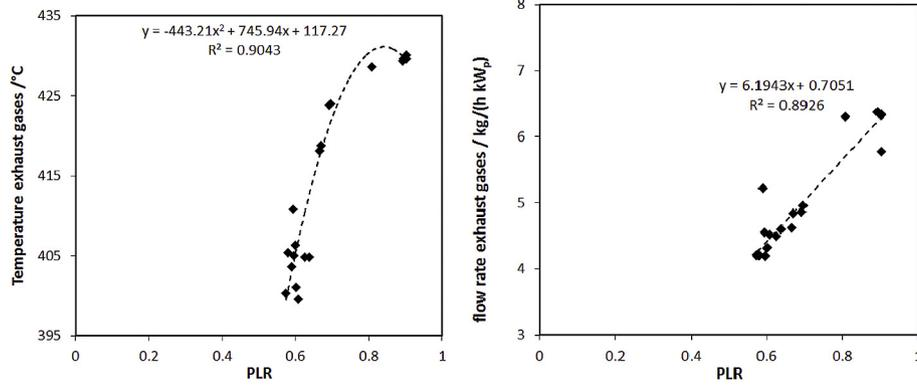 435
425
415
405
395
y = -443.21x² + 745.94x + 117.27
R² = 0.9043
Temperature exhaust gases /°C
0
0.2
0.4
0.6
0.8
1
PLR
8
7
6
5
4
3
y = 6.1943x + 0.7051
R² = 0.8926
flow rate exhaust gases / kg/(h kWp)
0
0.2
0.4
0.6
0.8
1
PLR